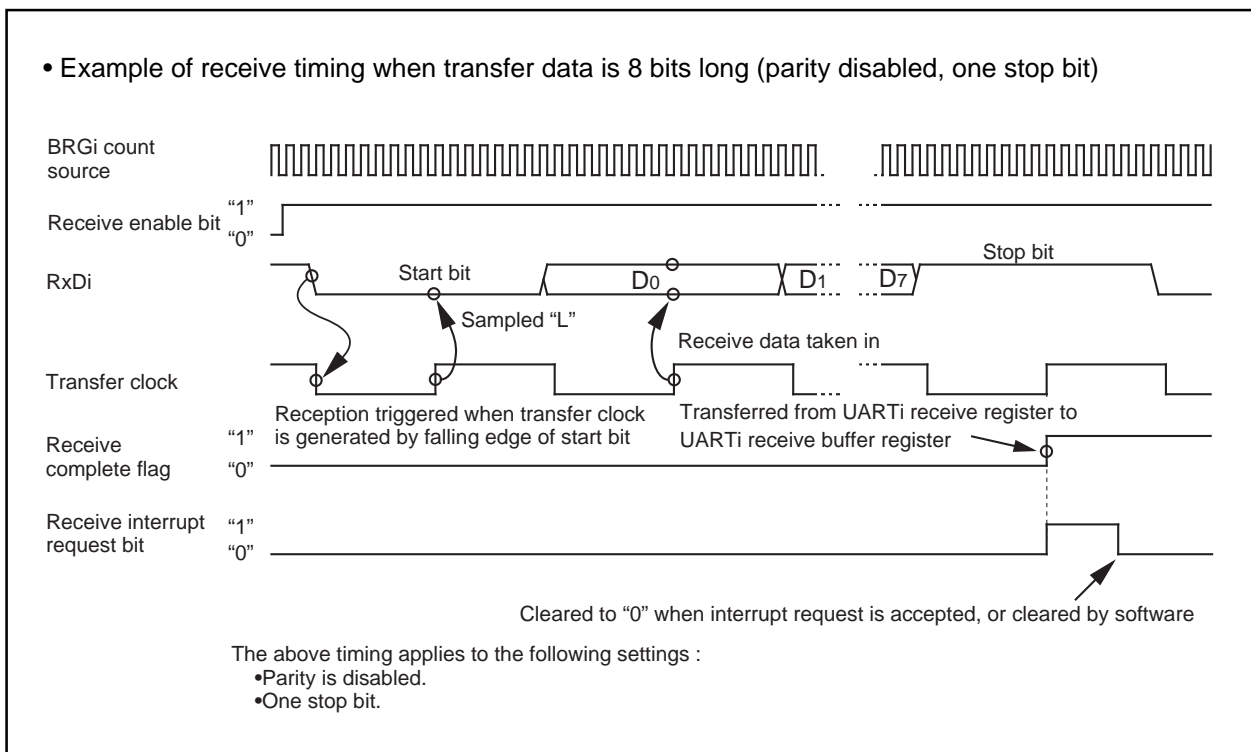 • Example of receive timing when transfer data is 8 bits long (parity disabled, one stop bit)
BRGi count
source
Receive enable bit
“1”
“0”
RxDi
Start bit
D0
D1
D7
Stop bit
Sampled “L”
Receive data taken in
Transfer clock
Reception triggered when transfer clock
is generated by falling edge of start bit
Transferred from UARTi receive register to
UARTi receive buffer register
Receive
complete flag
“1”
“0”
Receive interrupt
request bit
“1”
“0”
Cleared to “0” when interrupt request is accepted, or cleared by software
The above timing applies to the following settings :
•Parity is disabled.
•One stop bit.